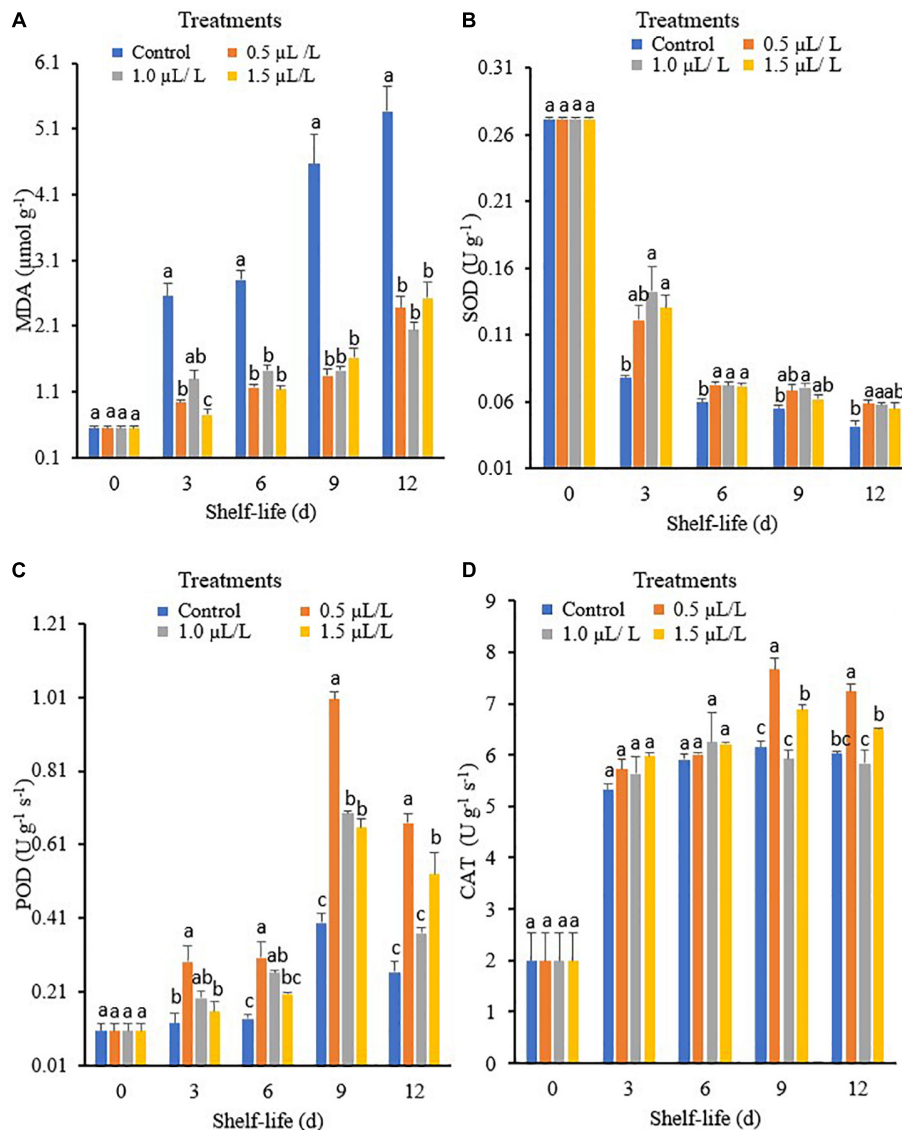 A
Treatments
Control 0.5 µL /L
1.0 µL/ L 1.5 µL/L
6.1
5.1
4.1
3.1
2.1
1.1
0.1
MDA (µmol g-1)
a a a a
a b ab c
a b b b
a b b b
a b b b
0 3 6 9 12
Shelf-life (d)
B
Treatments
Control 0.5 µL/ L
1.0 µL/ L 1.5 µL/L
0.31
0.26
0.21
0.16
0.11
0.06
0.01
SOD (U g-1)
a a a a
b ab a a
b a a a
b ab a ab
b a a ab
0 3 6 9 12
Shelf-life (d)
C
Treatments
Control 0.5 µL/L
1.0 µL/L 1.5 µL/L
1.21
1.01
0.81
0.61
0.41
0.21
0.01
POD (U g-1 s-1)
a a a a
b a ab b
c a ab bc
c a b b
c a c b
0 3 6 9 12
Shelf-life (d)
D
Treatments
Control 0.5 µL/L
1.0 µL/ L 1.5 µL/L
9
8
7
6
5
4
3
2
1
0
CAT (U g-1 s-1)
a a a a
a a a a
a a a a
c a c b
bc a c b
0 3 6 9 12
Shelf-life (d)